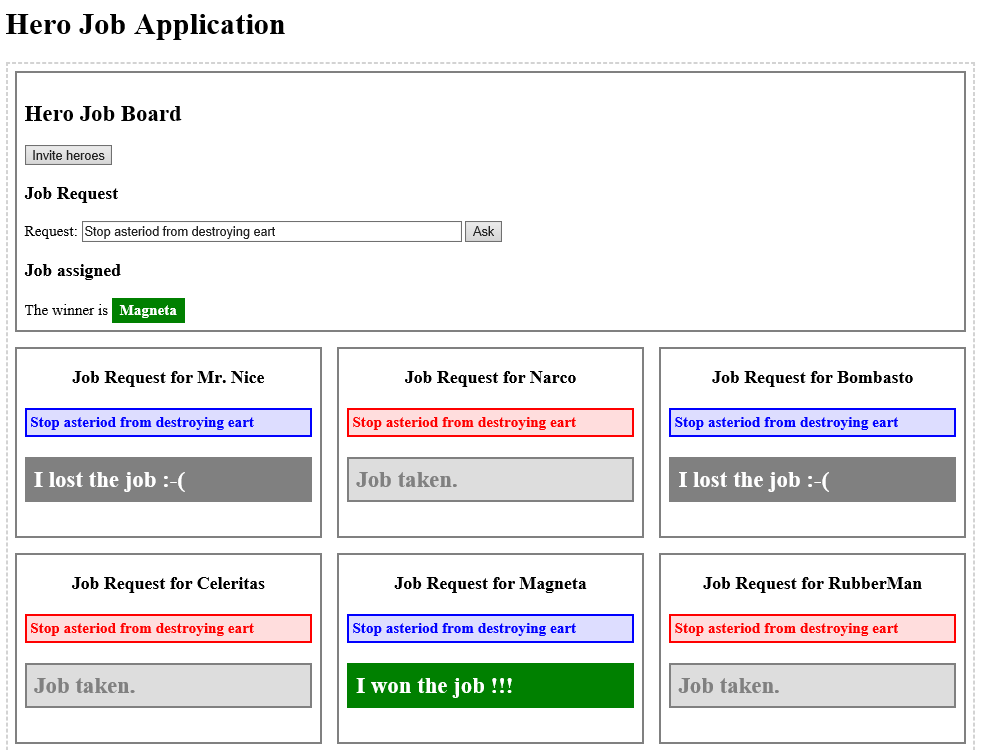 Hero Job Application
Hero Job Board
Invite heroes
Job Request
Request: Stop asteriod from destroying eart Ask
Job assigned
The winner is Magneta
Job Request for Mr. Nice
Stop asteriod from destroying eart
I lost the job :-(
Job Request for Narco
Stop asteriod from destroying eart
Job taken.
Job Request for Bombasto
Stop asteriod from destroying eart
I lost the job :-(
Job Request for Celeritas
Stop asteriod from destroying eart
Job taken.
Job Request for Magneta
Stop asteriod from destroying eart
I won the job !!!
Job Request for RubberMan
Stop asteriod from destroying eart
Job taken.